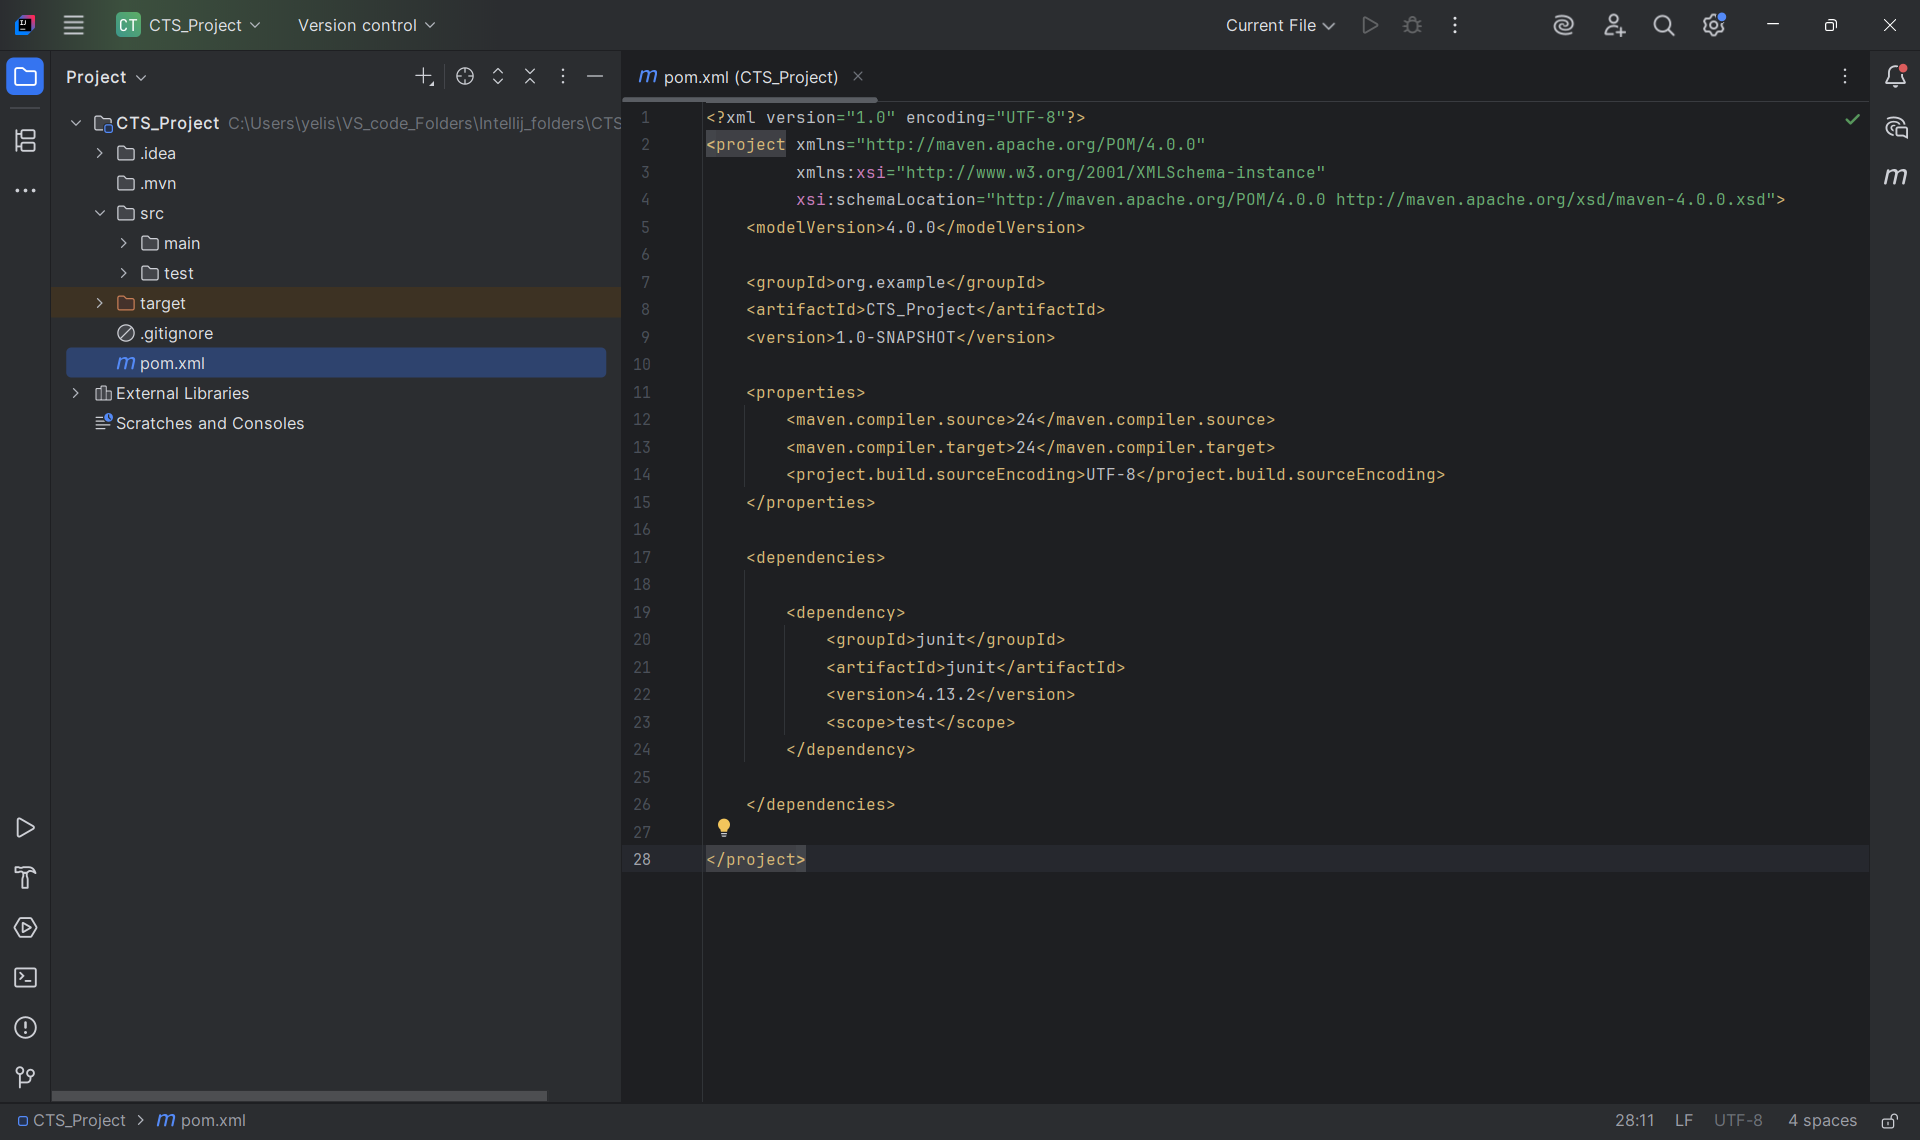 CT CTS_Project Version control Current File
Project
CTS_Project C:\Users\yelis\VS_code_Folders\Intellij_folders\CTS
.idea
.mvn
src
main
test
target
.gitignore
m pom.xml
External Libraries
Scratches and Consoles
m pom.xml (CTS_Project)
1 <?xml version="1.0" encoding="UTF-8"?>
2 <project xmlns="http://maven.apache.org/POM/4.0.0"
3 xmlns:xsi="http://www.w3.org/2001/XMLSchema-instance"
4 xsi:schemaLocation="http://maven.apache.org/POM/4.0.0 http://maven.apache.org/xsd/maven-4.0.0.xsd">
5 <modelVersion>4.0.0</modelVersion>
6
7 <groupId>org.example</groupId>
8 <artifactId>CTS_Project</artifactId>
9 <version>1.0-SNAPSHOT</version>
10
11 <properties>
12 <maven.compiler.source>24</maven.compiler.source>
13 <maven.compiler.target>24</maven.compiler.target>
14 <project.build.sourceEncoding>UTF-8</project.build.sourceEncoding>
15 </properties>
16
17 <dependencies>
18
19 <dependency>
20 <groupId>junit</groupId>
21 <artifactId>junit</artifactId>
22 <version>4.13.2</version>
23 <scope>test</scope>
24 </dependency>
25
26 </dependencies>
27
28 </project>
m
CTS_Project > m pom.xml 28:11 LF UTF-8 4 spaces